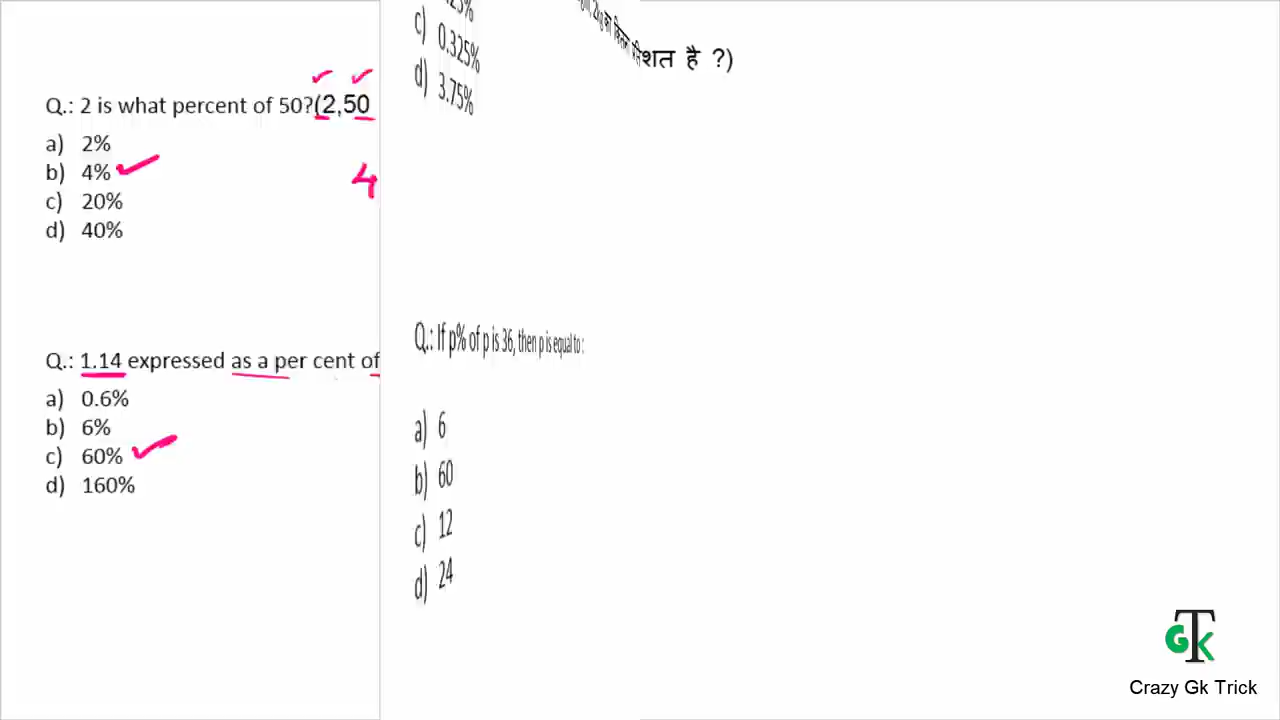 Q.: 2 is what percent of 50?(2,50
a) 2%
b) 4%
c) 20%
d) 40%
4
Q.: 1.14 expressed as a per cent of
a) 0.6%
b) 6%
c) 60%
d) 160%
c) 0.325%
d) 3.75%
शत है ?)
Q.: If p% of p is 36, then p is equal to :
a) 6
b) 60
c) 12
d) 24
GTK
Crazy Gk Trick